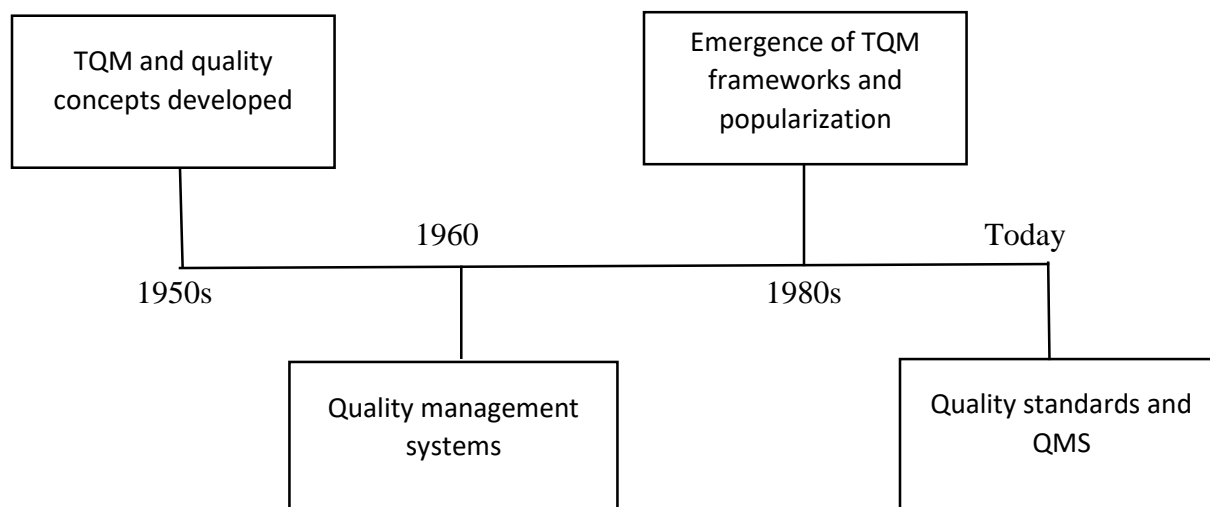 TQM and quality
concepts developed
Emergence of TQM
frameworks and
popularization
1960
Today
1950s
1980s
Quality management
systems
Quality standards and
QMS